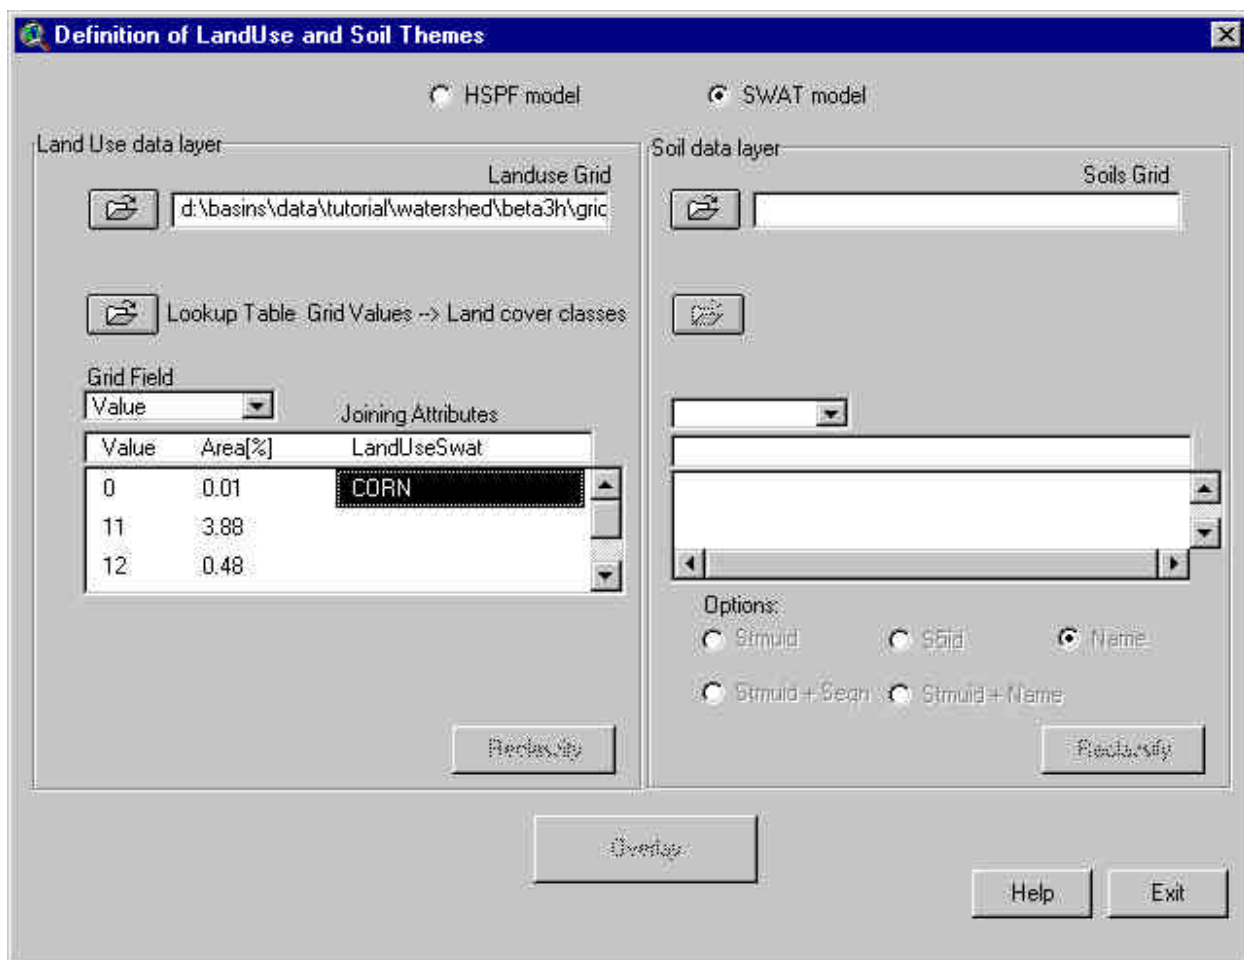 Definition of LandUse and Soil Themes
HSPF model
SWAT model
Land Use data layer
Landuse Grid
d:\basins\data\tutorial\watershed\beta3h\gric
Lookup Table Grid Values --> Land cover classes
Grid Field
Value
Joining Attributes
Value Area[%] LandUseSwat
0 0.01 CORN
11 3.88
12 0.48
Reclassify
Soil data layer
Soils Grid
Options:
Stmuid S5id Name
Stmuid + Seqn Stmuid + Name
Reclassify
Overlay
Help Exit